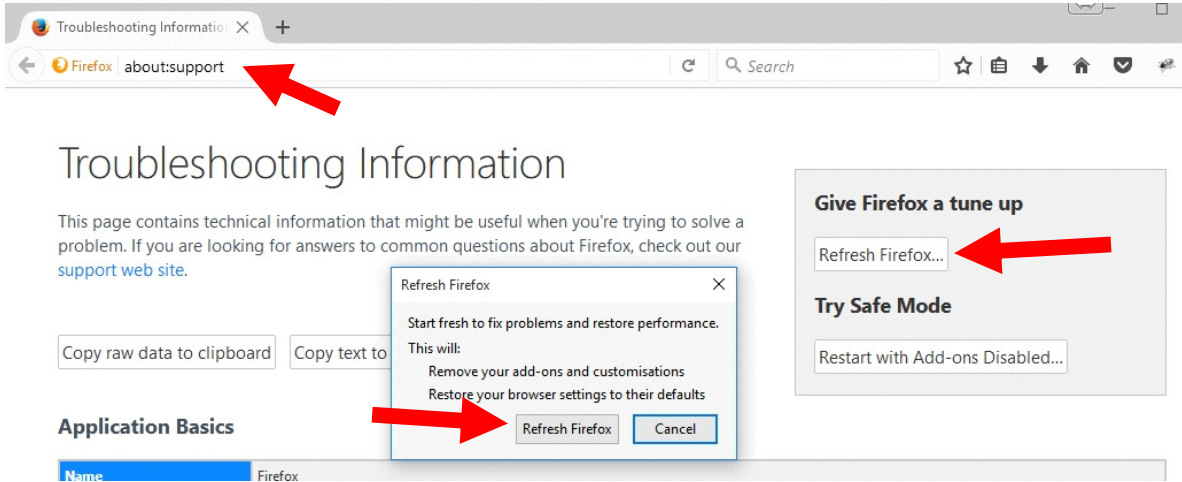 Troubleshooting Informatio
Firefox about:support
Search
Troubleshooting Information
This page contains technical information that might be useful when you're trying to solve a
problem. If you are looking for answers to common questions about Firefox, check out our
support web site.
Copy raw data to clipboard
Copy text to
Application Basics
Name Firefox
Give Firefox a tune up
Refresh Firefox...
Try Safe Mode
Restart with Add-ons Disabled...
Refresh Firefox
Start fresh to fix problems and restore performance.
This will:
Remove your add-ons and customisations
Restore your browser settings to their defaults
Refresh Firefox
Cancel